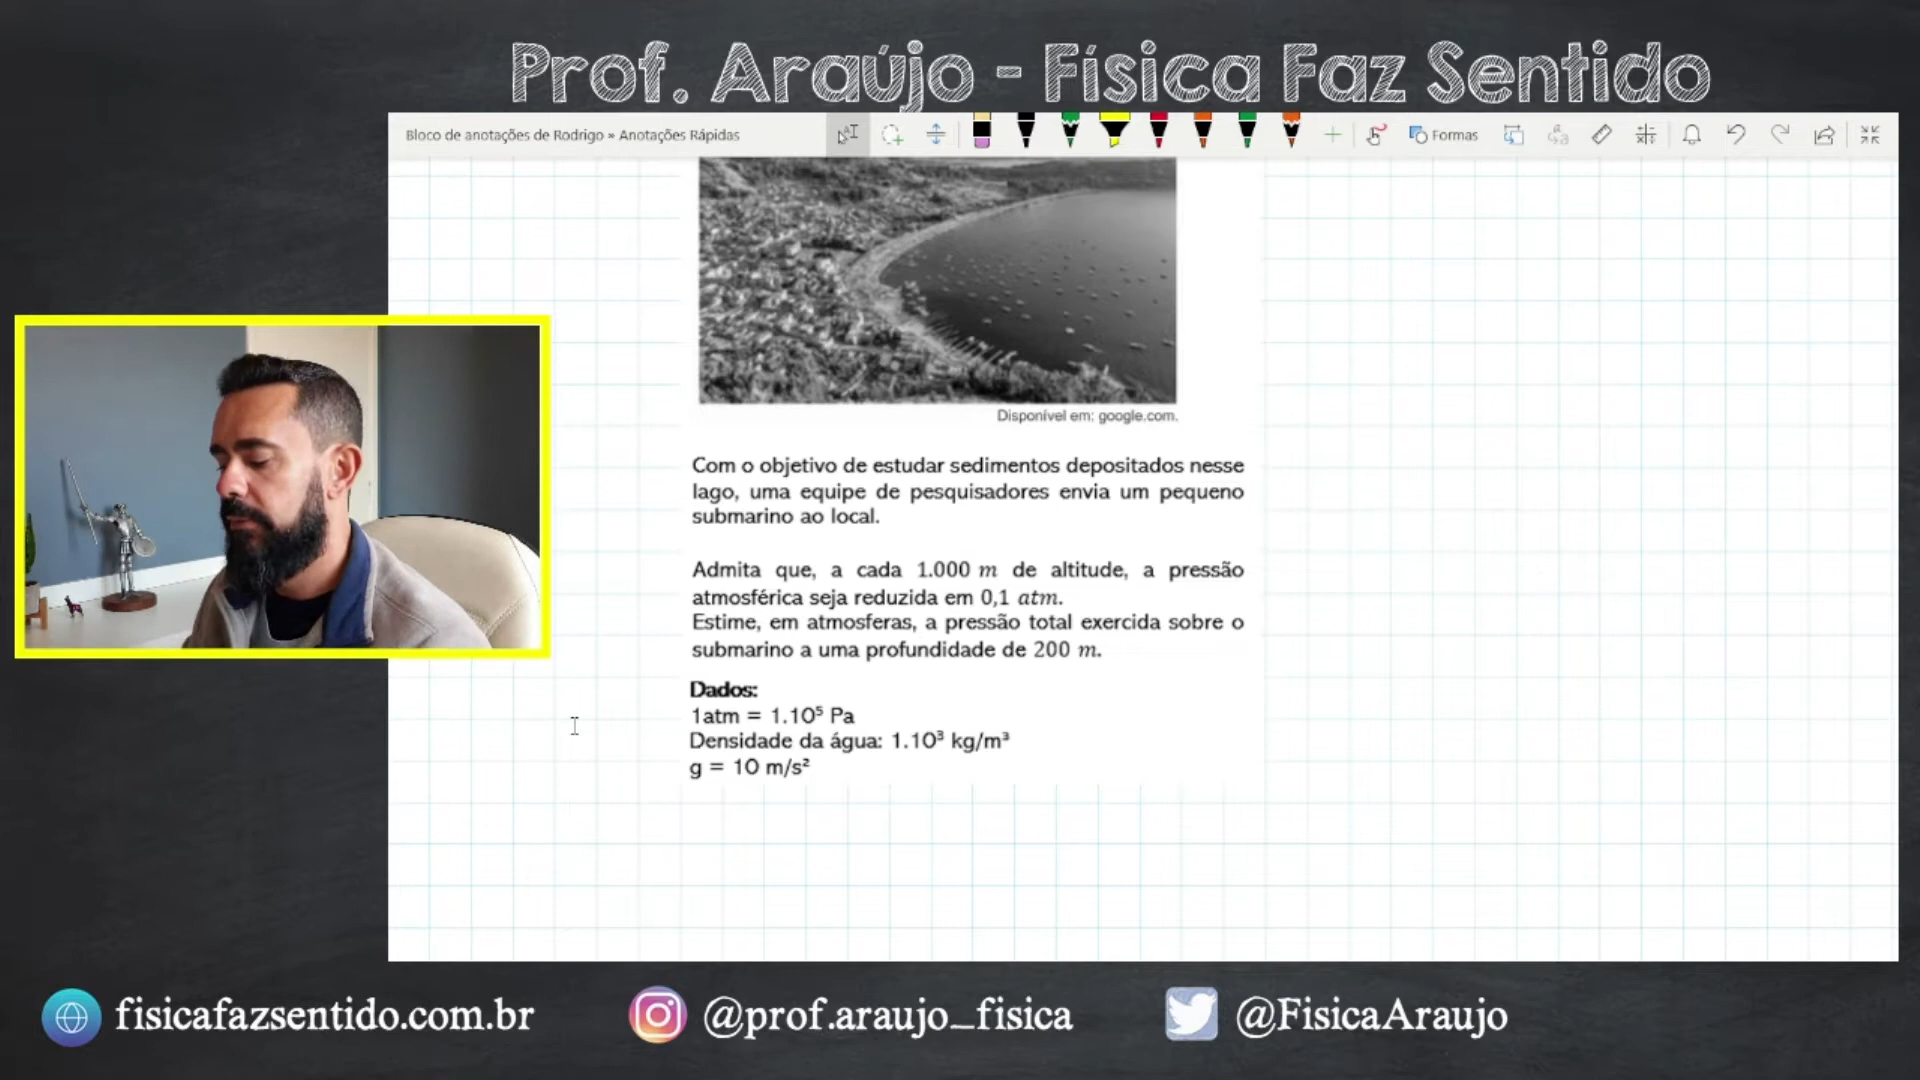 Prof. Araújo - Física Faz Sentido
Bloco de anotações de Rodrigo » Anotações Rápidas
Formas
Disponível em: google.com.
Com o objetivo de estudar sedimentos depositados nesse
lago, uma equipe de pesquisadores envia um pequeno
submarino ao local.
Admita que, a cada 1.000 m de altitude, a pressão
atmosférica seja reduzida em 0,1 atm.
Estime, em atmosferas, a pressão total exercida sobre o
submarino a uma profundidade de 200 m.
Dados:
1atm = 1.10⁵ Pa
Densidade da água: 1.10³ kg/m³
g = 10 m/s²
fisicafazsentido.com.br
@prof.araujo_fisica
@FisicaAraujo